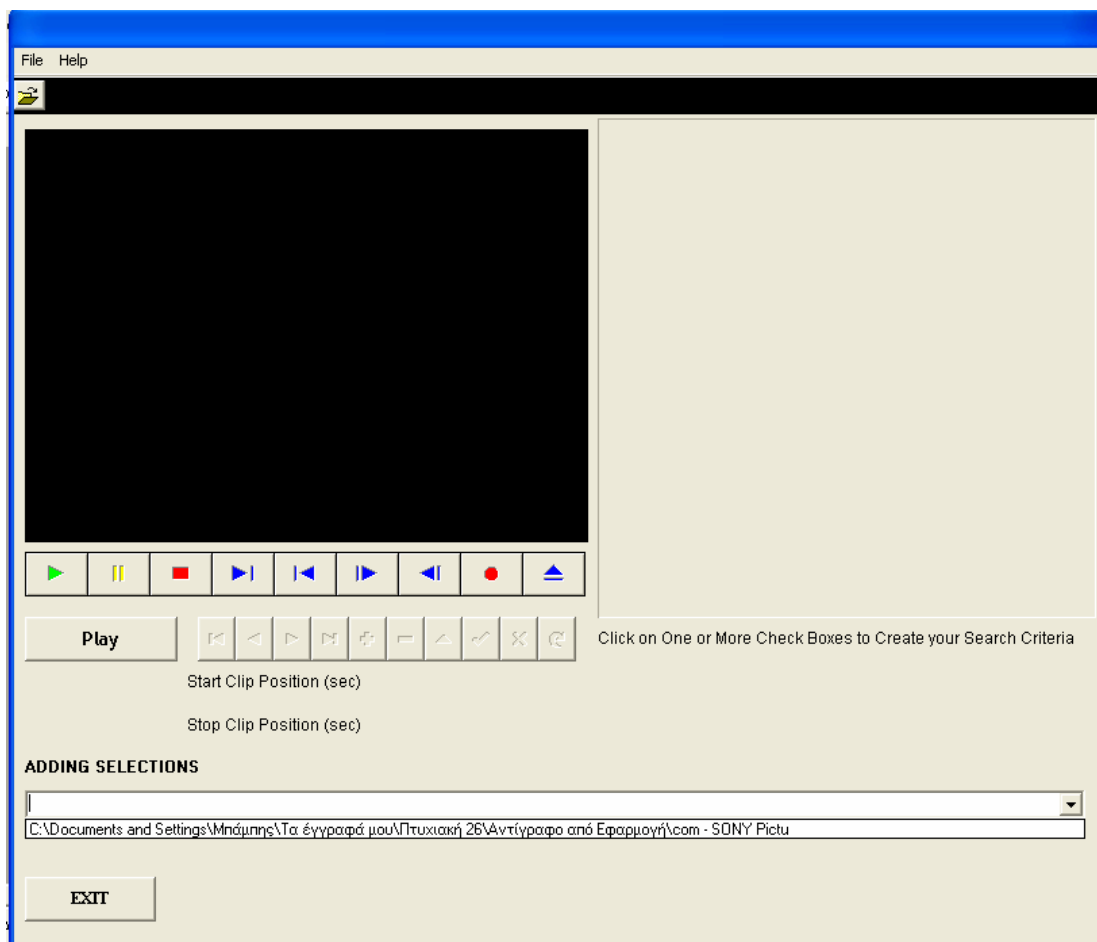 File Help
Play
Click on One or More Check Boxes to Create your Search Criteria
Start Clip Position (sec)
Stop Clip Position (sec)
ADDING SELECTIONS
C:\Documents and Settings\Μπάμπης\Τα έγγραφά μου\Πτυχιακή 26\Αντίγραφο από Εφαρμογή\com - SONY Pictu
EXIT